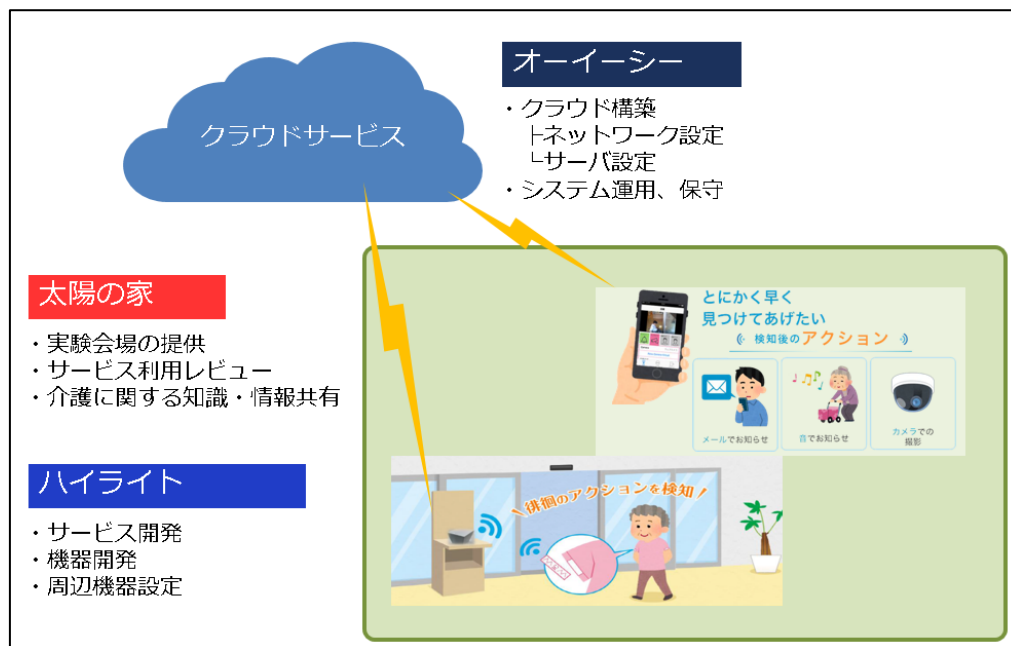 クラウドサービス
オーイーシー
・クラウド構築
├ネットワーク設定
└サーバ設定
・システム運用、保守
太陽の家
・実験会場の提供
・サービス利用レビュー
・介護に関する知識・情報共有
ハイライト
・サービス開発
・機器開発
・周辺機器設定
とにかく早く
見つけてあげたい
検知後のアクション
メールでお知らせ
音でお知らせ
カメラでの
撮影
徘徊のアクションを検知！